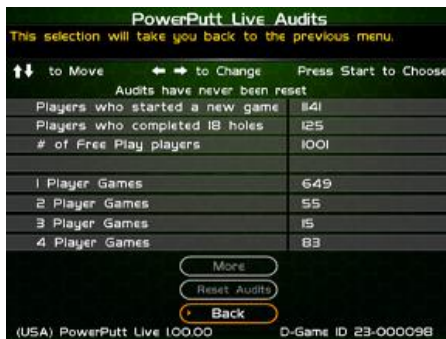 PowerPutt Live Audits
This selection will take you back to the previous menu.
to Move to Change Press Start to Choose
Audits have never been reset
Players who started a new game 1141
Players who completed 18 holes 125
# of Free Play players 1001
1 Player Games 649
2 Player Games 55
3 Player Games 15
4 Player Games 83
More
Reset Audits
Back
(USA) PowerPutt Live 1.00.00 D-Game ID 23-000098